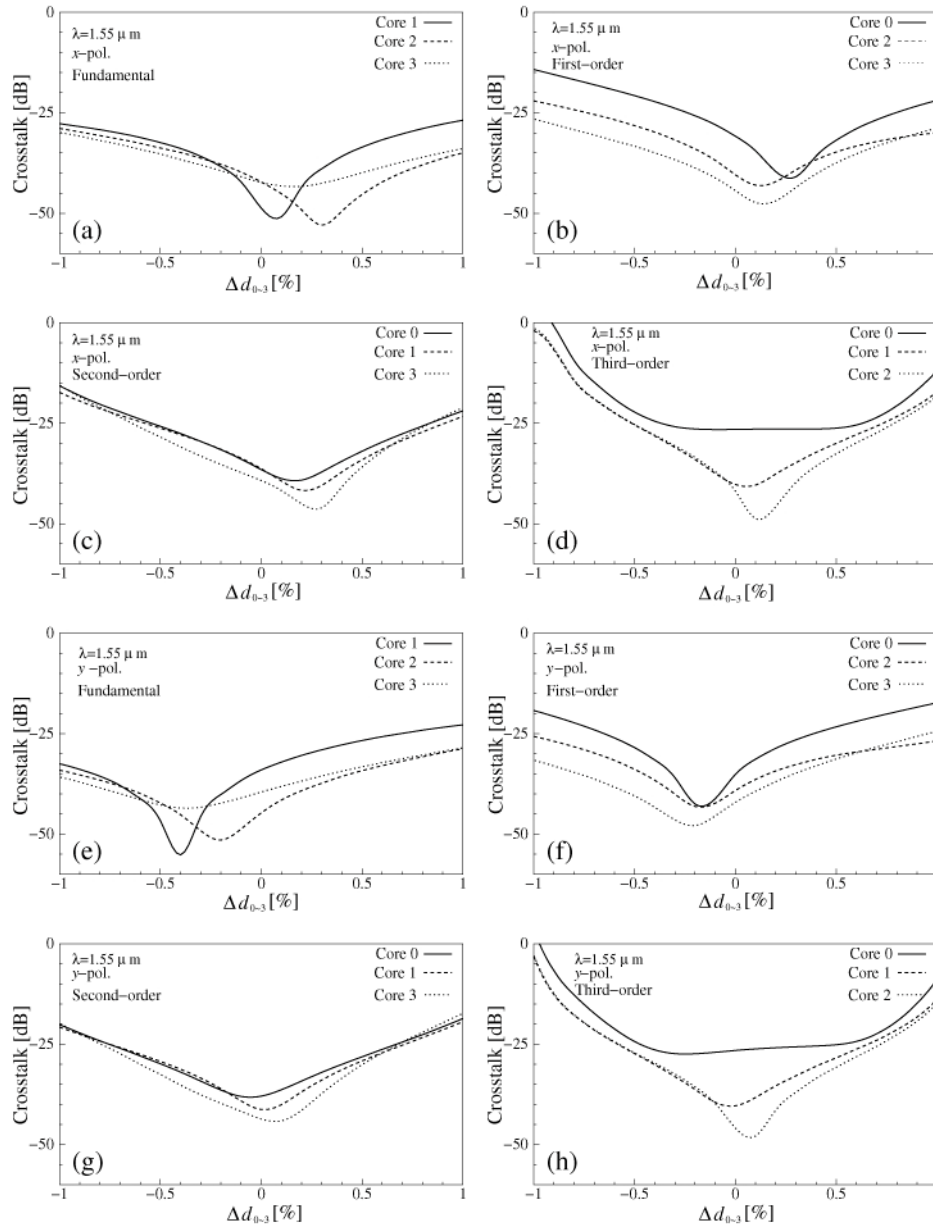 0
−25
−50
Crosstalk [dB]
λ=1.55 μ m
x-pol.
Fundamental
Core 1
Core 2
Core 3
(a)
−1 −0.5 0 0.5 1
Δd₀~₃[%]
0
−25
−50
Crosstalk [dB]
λ=1.55 μ m
x-pol.
First−order
Core 0
Core 2
Core 3
(b)
−1 −0.5 0 0.5 1
Δd₀~₃[%]
0
−25
−50
Crosstalk [dB]
λ=1.55 μ m
x-pol.
Second−order
Core 0
Core 1
Core 3
(c)
−1 −0.5 0 0.5 1
Δd₀~₃[%]
0
−25
−50
Crosstalk [dB]
λ=1.55 μ m
x-pol.
Third−order
Core 0
Core 1
Core 2
(d)
−1 −0.5 0 0.5
Δd₀~₃[%]
0
−25
−50
Crosstalk [dB]
λ=1.55 μ m
y -pol.
Fundamental
Core 1
Core 2
Core 3
(e)
−1 −0.5 0 0.5 1
Δd₀~₃[%]
0
−25
−50
Crosstalk [dB]
λ=1.55 μ m
y-pol.
First−order
Core 0
Core 2
Core 3
(f)
−1 −0.5 0 0.5
Δd₀~₃[%]
0
−25
−50
Crosstalk [dB]
λ=1.55 μ m
y-pol.
Second−order
Core 0
Core 1
Core 3
(g)
−1 −0.5 0 0.5 1
Δd₀~₃[%]
0
−25
−50
Crosstalk [dB]
λ=1.55 μ m
y-pol.
Third−order
Core 0
Core 1
Core 2
(h)
−1 −0.5 0 0.5
Δd₀~₃[%]